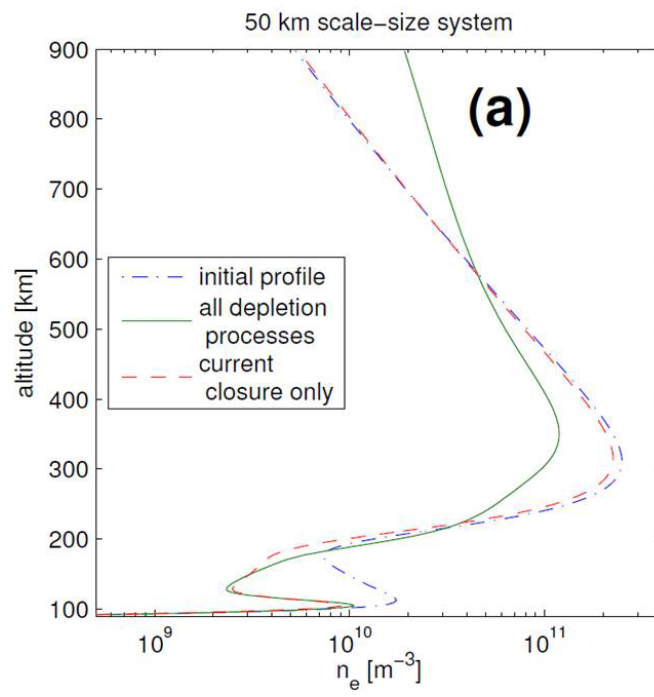 50 km scale-size system
900
800
700
600
500
400
300
200
100
altitude [km]
(a)
initial profile
all depletion
processes
current
closure only
10^9
10^10
10^11
n_e [m^-3]